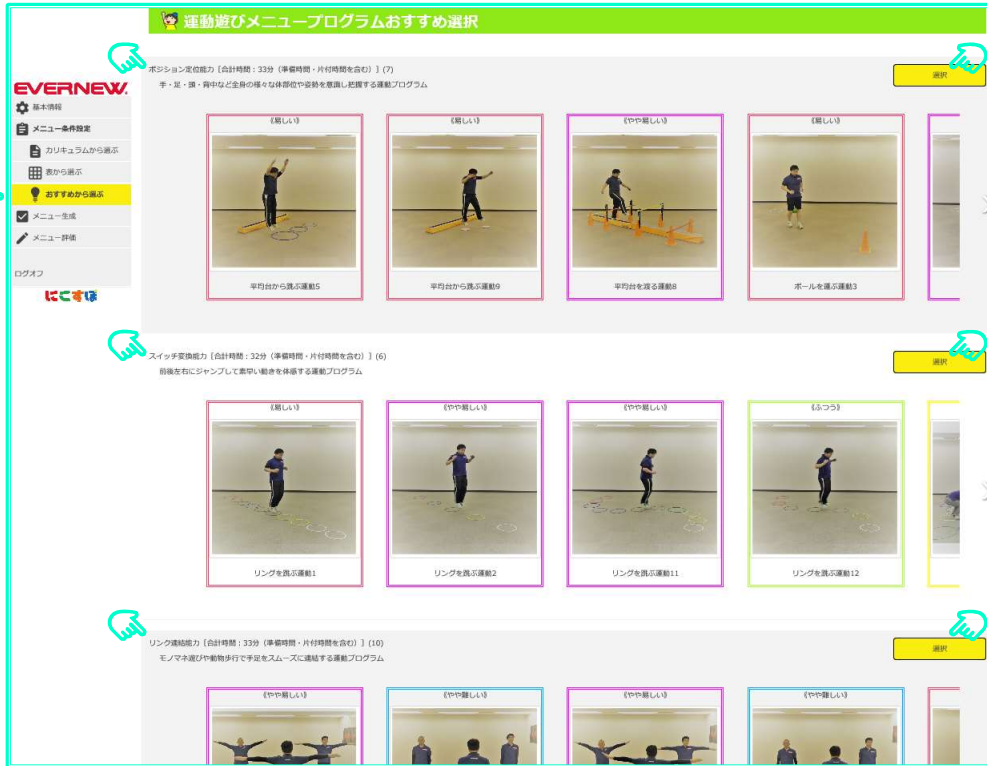 運動遊びメニュープログラムおすすめ選択
EVERNEW.
基本情報
メニュー条件設定
カリキュラムから選ぶ
表から選ぶ
おすすめから選ぶ
メニュー生成
メニュー評価
ログオフ
にこすぽ
ポジション定位能力［合計時間：33分（準備時間・片付時間を含む）］(7)
手・足・頭・背中など全身の様々な体部位や姿勢を意識し把握する運動プログラム
選択
《易しい》
《易しい》
《やや易しい》
《易しい》
平均台から跳ぶ運動5
平均台から跳ぶ運動9
平均台を渡る運動8
ボールを運ぶ運動3
スイッチ変換能力［合計時間：32分（準備時間・片付時間を含む）］(6)
前後左右にジャンプして素早い動きを体感する運動プログラム
選択
《易しい》
《やや易しい》
《やや易しい》
《ふつう》
リングを跳ぶ運動1
リングを跳ぶ運動2
リングを跳ぶ運動11
リングを跳ぶ運動12
リンク連結能力［合計時間：33分（準備時間・片付時間を含む）］(10)
モノマネ遊びや動物歩行で手足をスムーズに連結する運動プログラム
選択
《やや易しい》
《やや難しい》
《やや易しい》
《やや難しい》